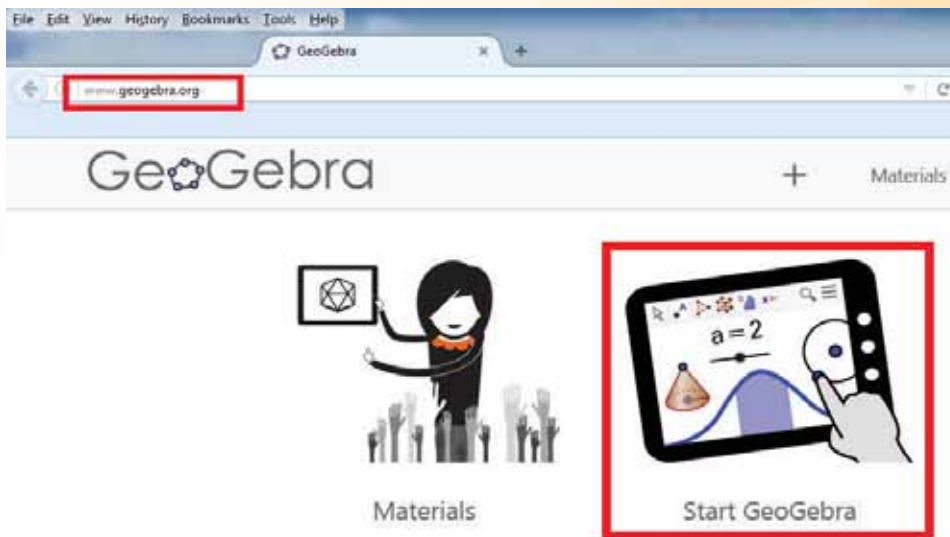 File Edit View History Bookmarks Tools Help
GeoGebra × +
www.geogebra.org
GeoGebra + Materials
a=2
Materials Start GeoGebra